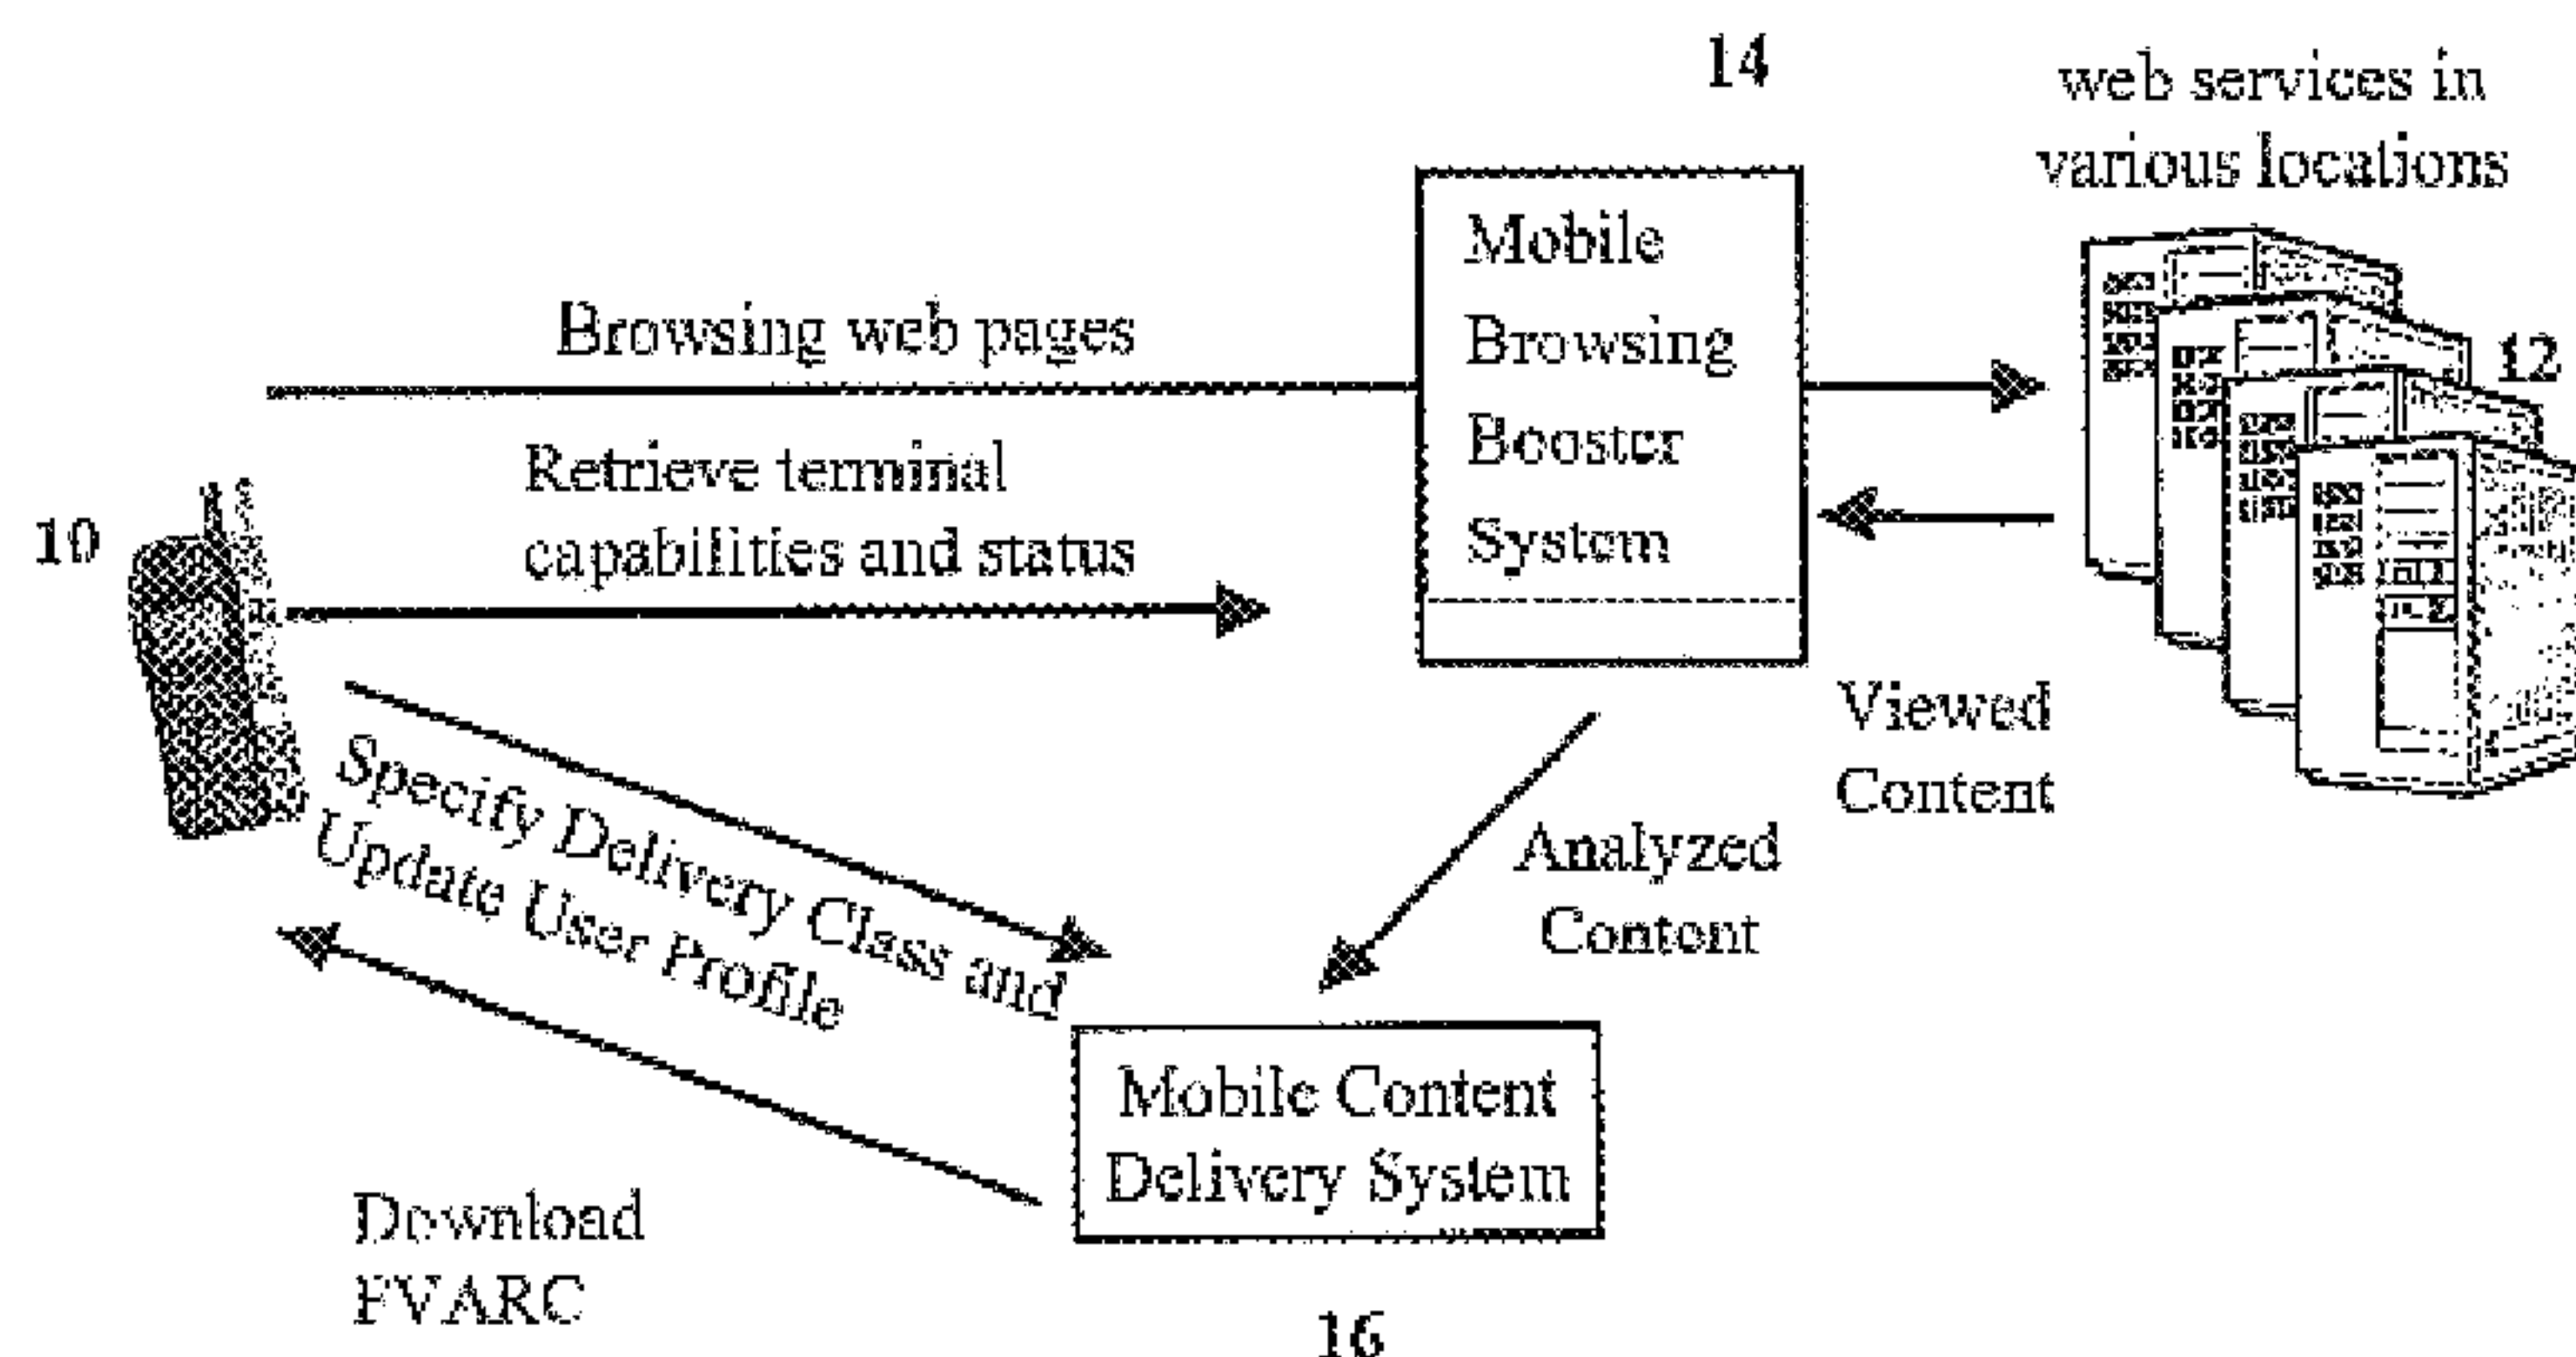 14
web services in
various locations
Mobile
Browsing
Booster
System
Browsing web pages
12
Retrieve terminal
capabilities and status
10
Viewed
Content
Specify Delivery Class and
Update User Profile
Analyzed
Content
Mobile Content
Delivery System
Download
FVARC
16